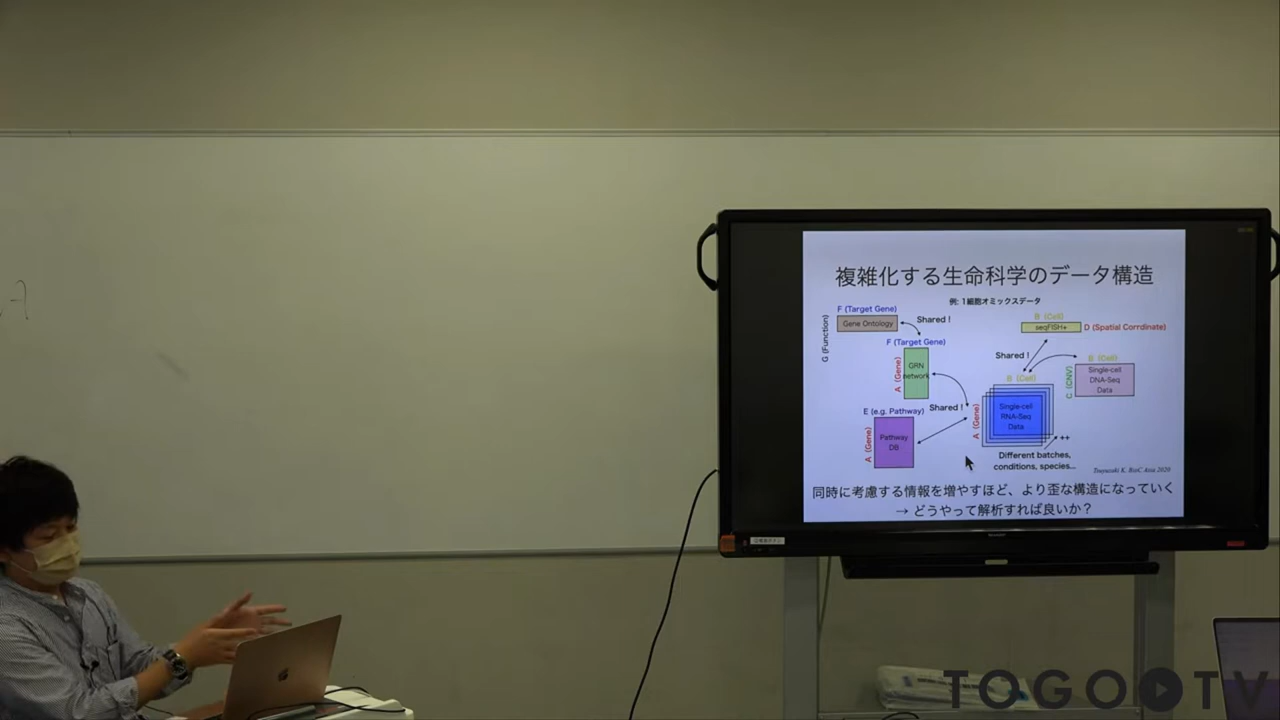 複雑化する生命科学のデータ構造
例: 1細胞オミックスデータ
F (Target Gene)
G (Function)
Gene Ontology
Shared !
F (Target Gene)
A (Gene)
GRN
network
E (e.g. Pathway)
A (Gene)
Pathway
DB
Shared !
B (Cell)
seqFISH+
D (Spatial Corrdinate)
Shared !
B (Cell)
C (CNV)
Single-cell
DNA-Seq
Data
B (Cell)
A (Gene)
Single-cell
RNA-Seq
Data
++
Different batches,
conditions, species...
Tsuyuzaki K. BioC Asia 2020
同時に考慮する情報を増やすほど、より歪な構造になっていく
→ どうやって解析すれば良いか？
TOGO TV